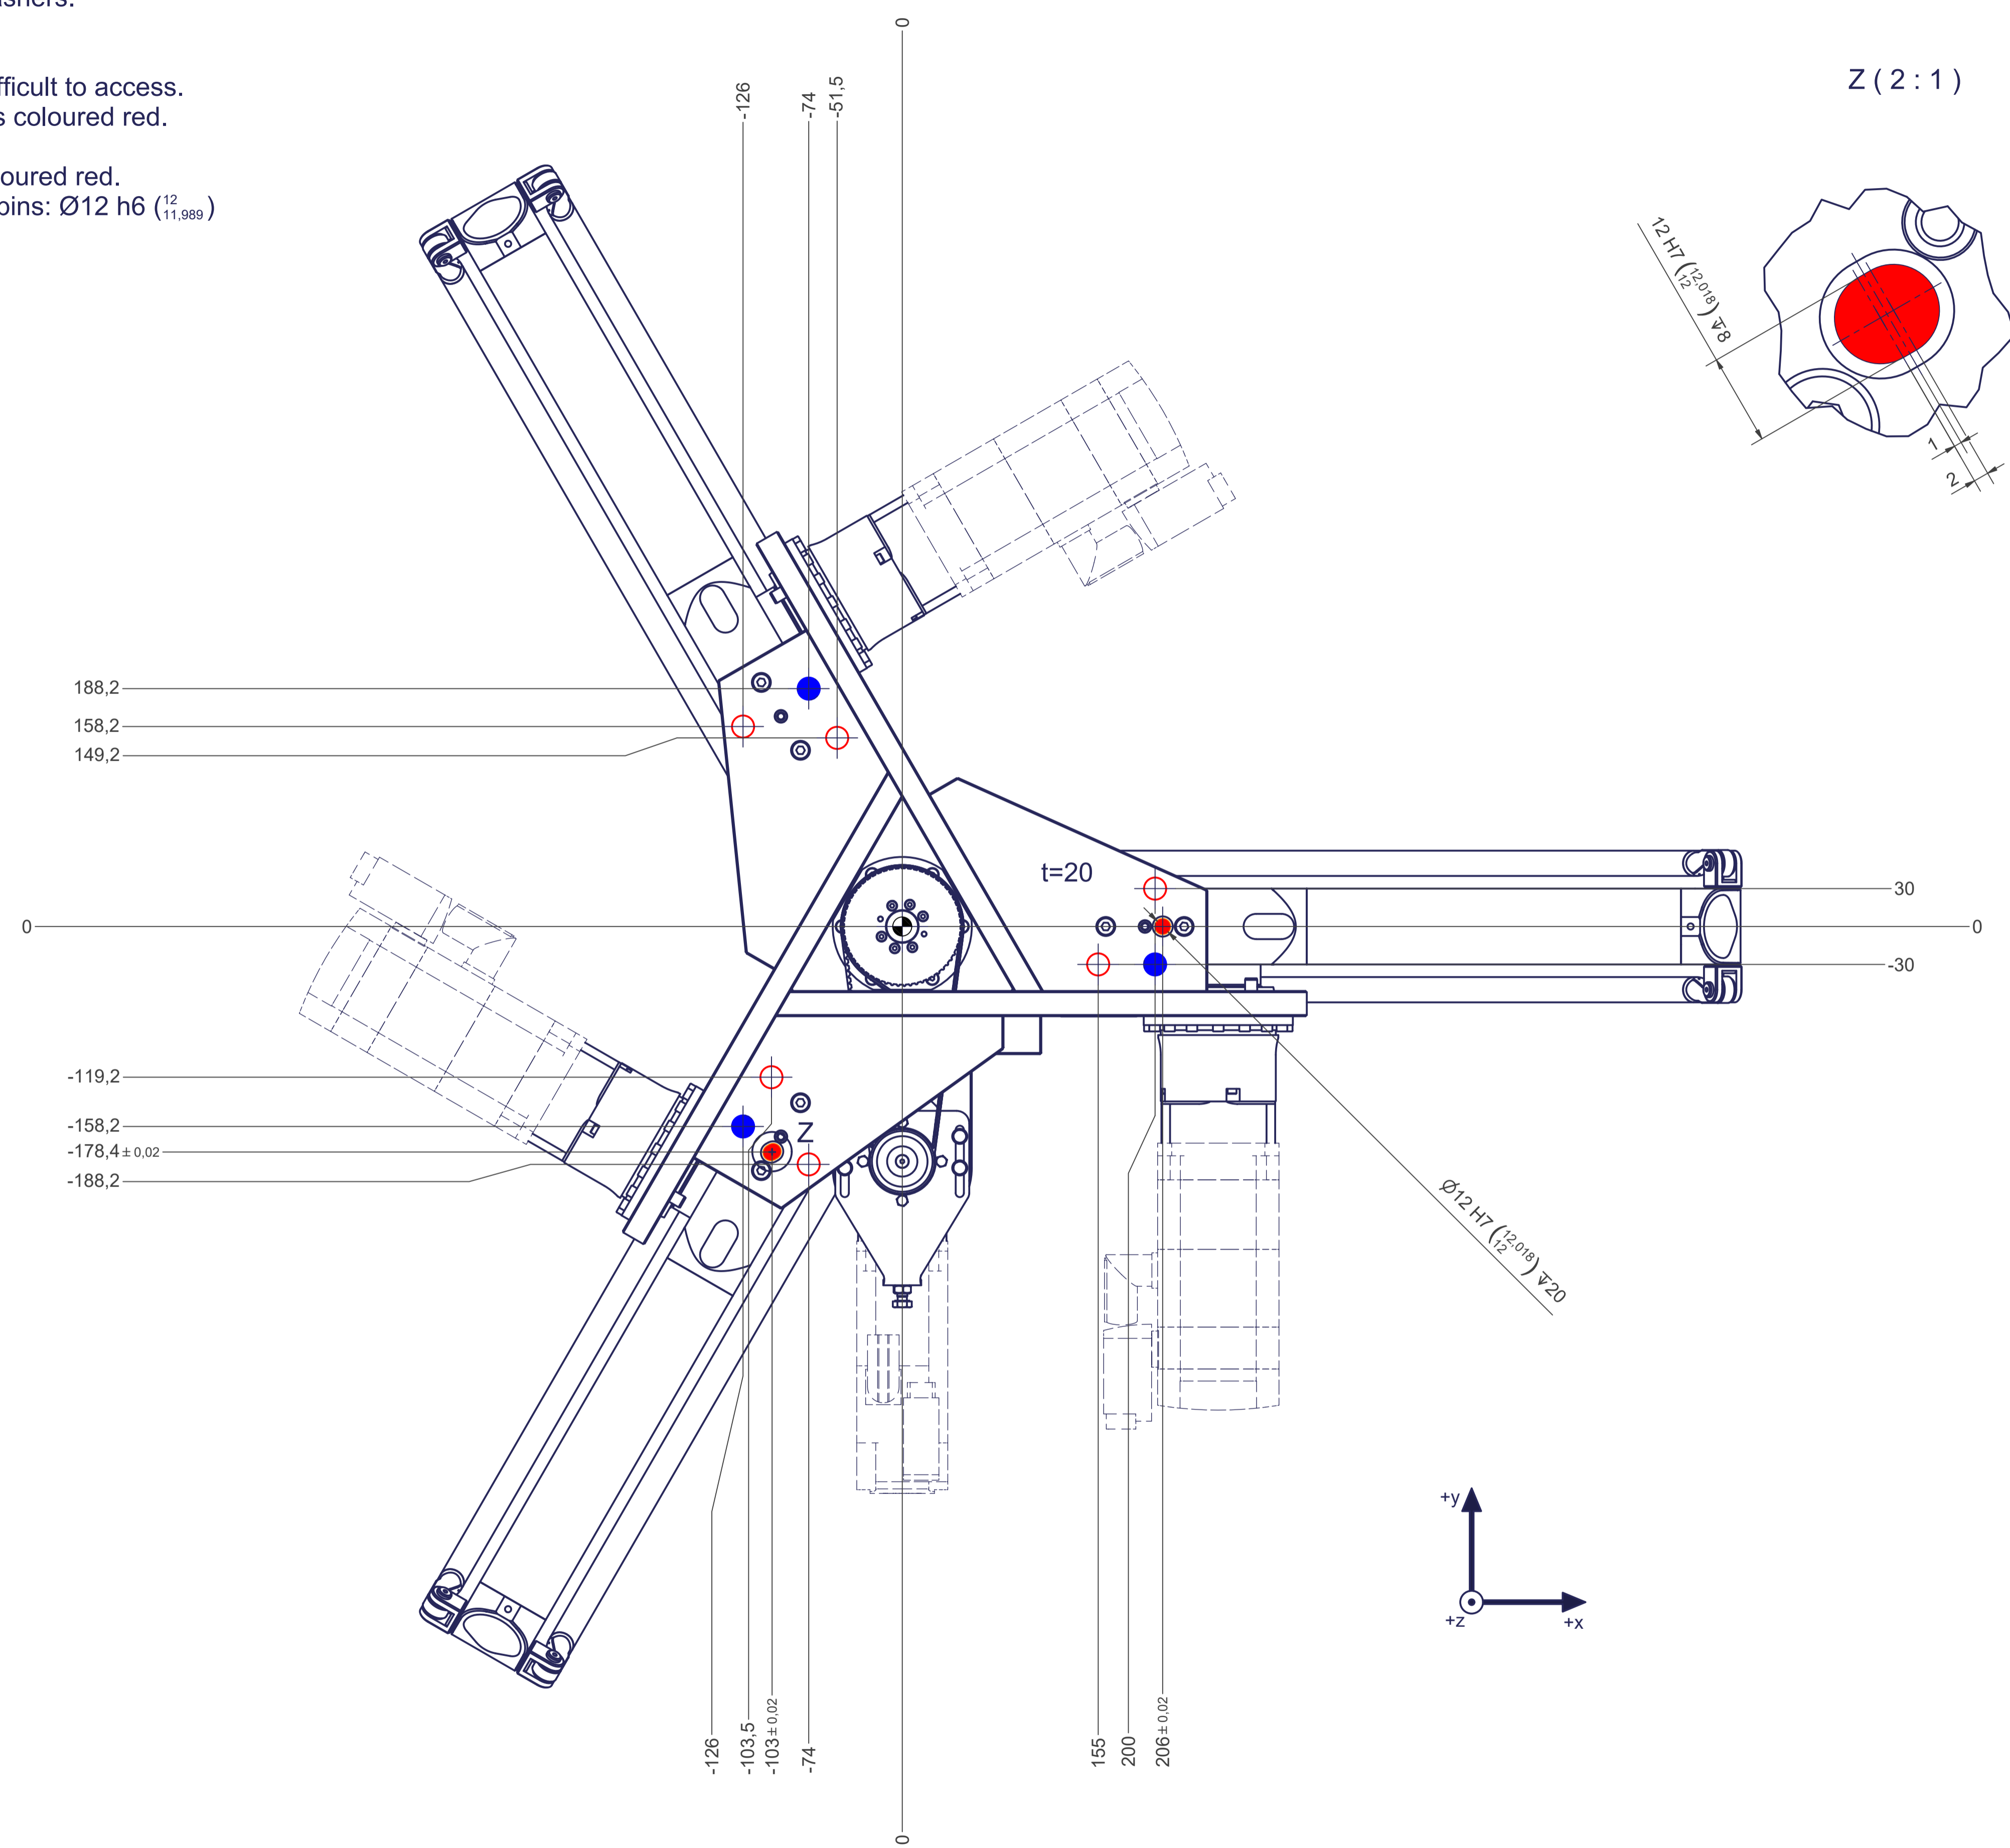 shers.
fficult to access.
s coloured red.
oured red.
pins: Ø12 h6 (12 11,989)
0
-126
-74
-51,5
Z ( 2 : 1 )
12 H7 (12,018 12) ↧8
1
2
188,2
158,2
149,2
t=20
30
0
0
-30
-119,2
-158,2
-178,4 ± 0,02
-188,2
Z
Ø12 H7 (12,018 12) ↧20
+y
+z
+x
-126
-103,5
-103 ± 0,02
-74
155
200
206 ± 0,02
0